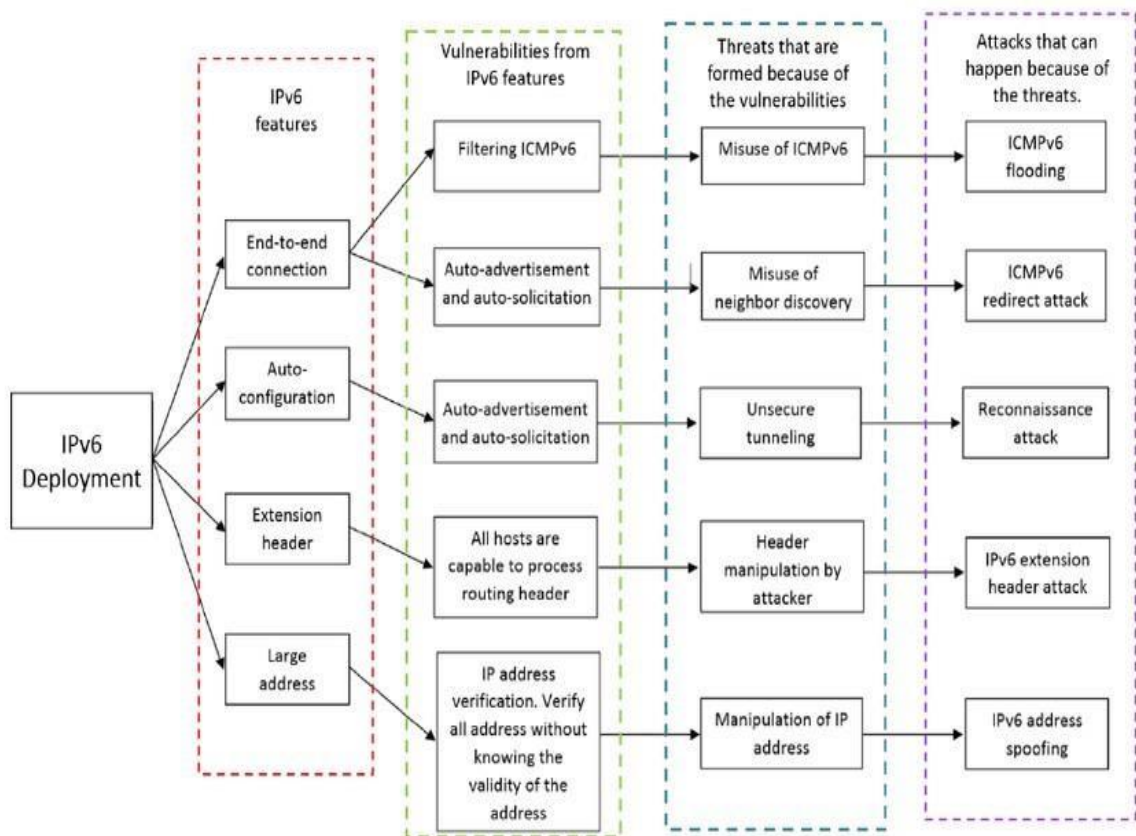 IPv6
Deployment
IPv6
features
End-to-end
connection
Auto-
configuration
Extension
header
Large
address
Vulnerabilities from
IPv6 features
Filtering ICMPv6
Auto-advertisement
and auto-solicitation
Auto-advertisement
and auto-solicitation
All hosts are
capable to process
routing header
IP address
verification. Verify
all address without
knowing the
validity of the
address
Threats that are
formed because of
the vulnerabilities
Misuse of ICMPv6
Misuse of
neighbor discovery
Unsecure
tunneling
Header
manipulation by
attacker
Manipulation of IP
address
Attacks that can
happen because of
the threats.
ICMPv6
flooding
ICMPv6
redirect attack
Reconnaissance
attack
IPv6 extension
header attack
IPv6 address
spoofing